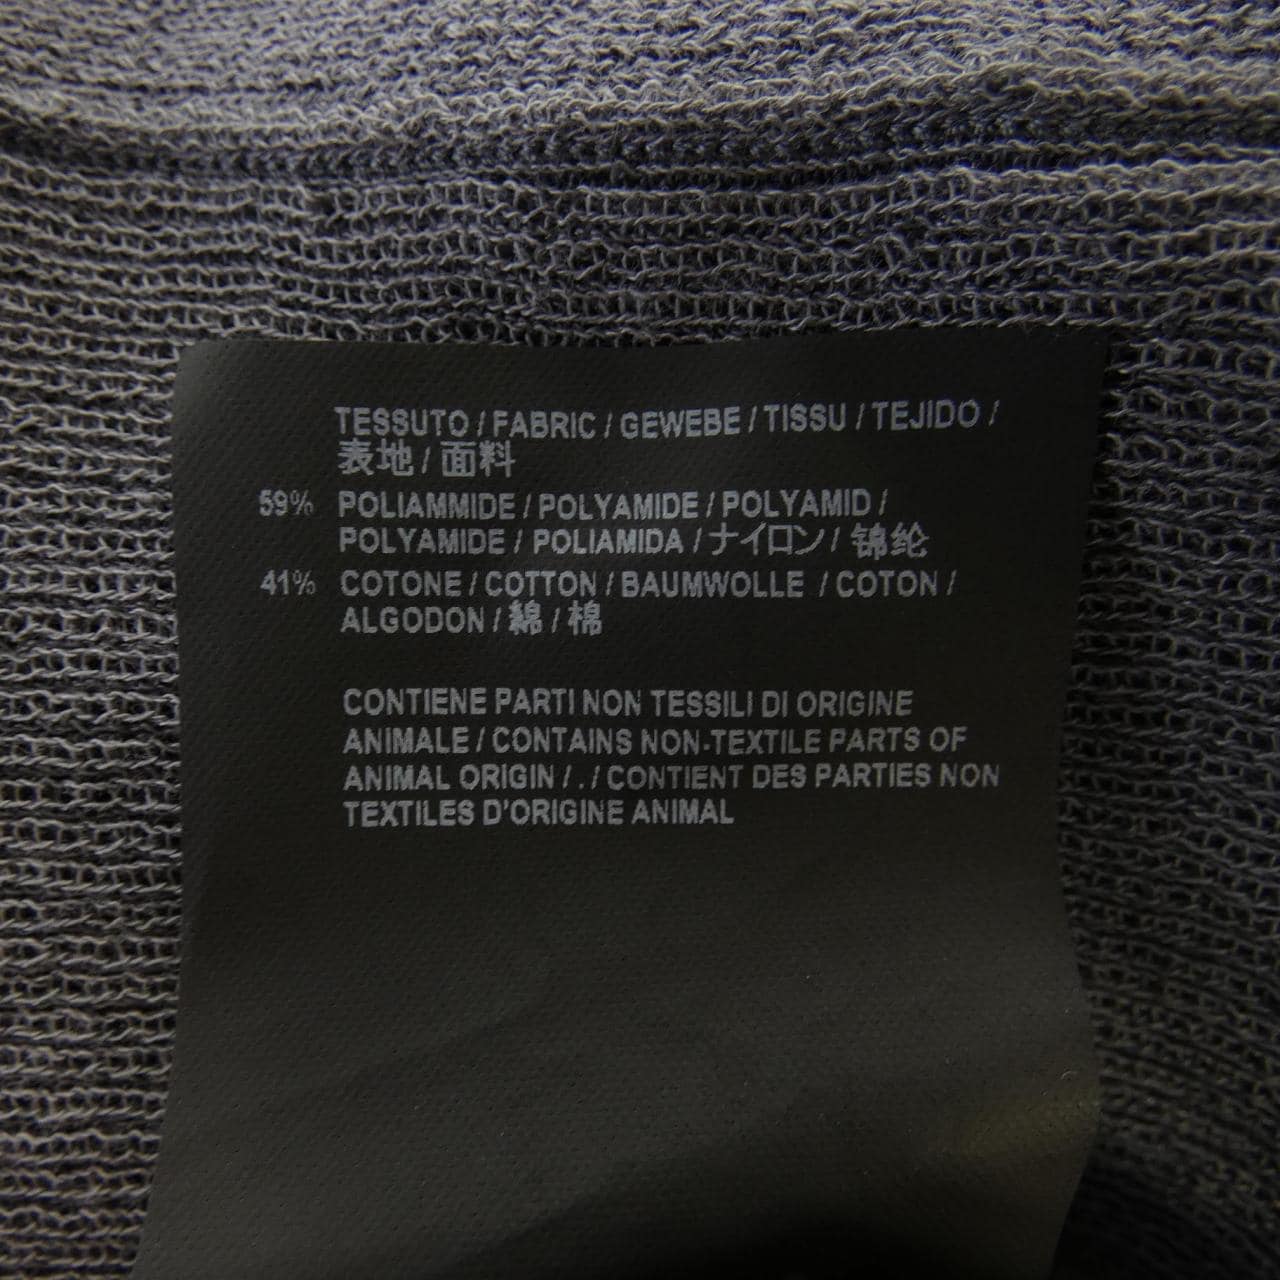 TESSUTO / FABRIC / GEWEBE / TISSU / TEJIDO /
表地 / 面料
59% POLIAMMIDE / POLYAMIDE / POLYAMID /
POLYAMIDE / POLIAMIDA / ナイロン / 锦纶
41% COTONE / COTTON / BAUMWOLLE / COTON /
ALGODON / 綿 / 棉
CONTIENE PARTI NON TESSILI DI ORIGINE
ANIMALE / CONTAINS NON-TEXTILE PARTS OF
ANIMAL ORIGIN / . / CONTIENT DES PARTIES NON
TEXTILES D'ORIGINE ANIMAL